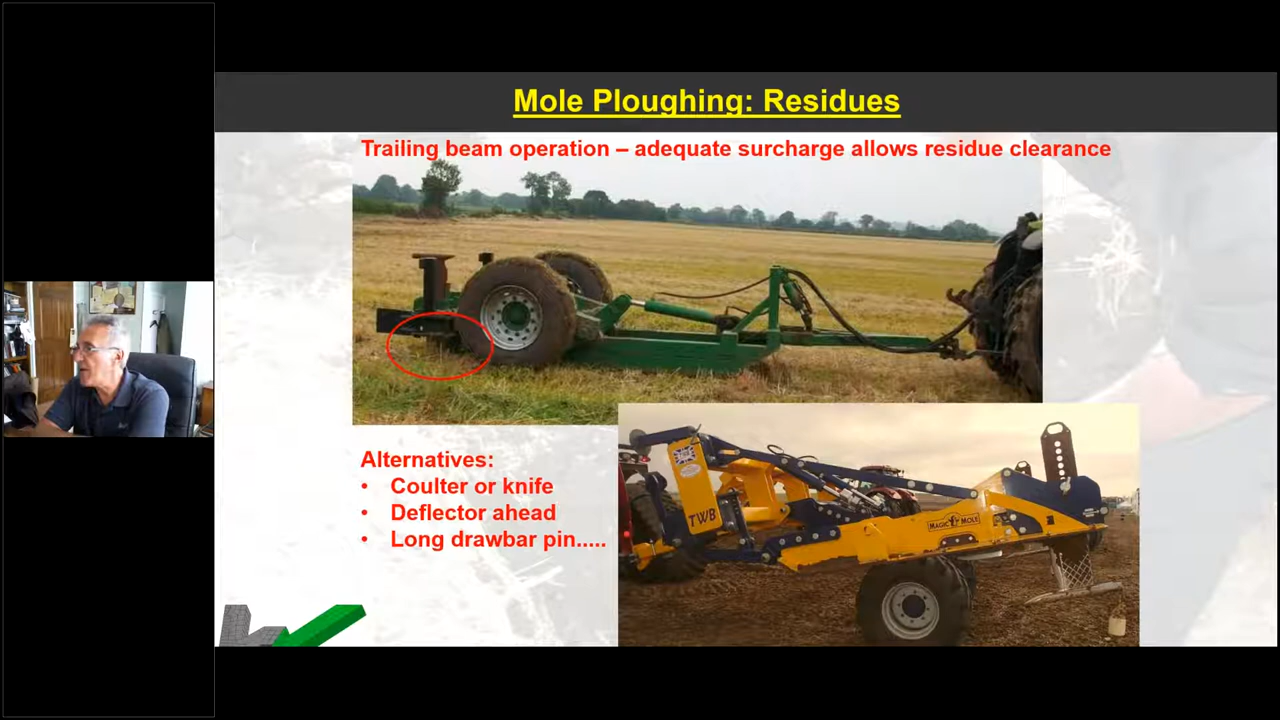 Mole Ploughing: Residues
Trailing beam operation – adequate surcharge allows residue clearance
Alternatives:
• Coulter or knife
• Deflector ahead
• Long drawbar pin.....
TWB
MAGIC MOLE